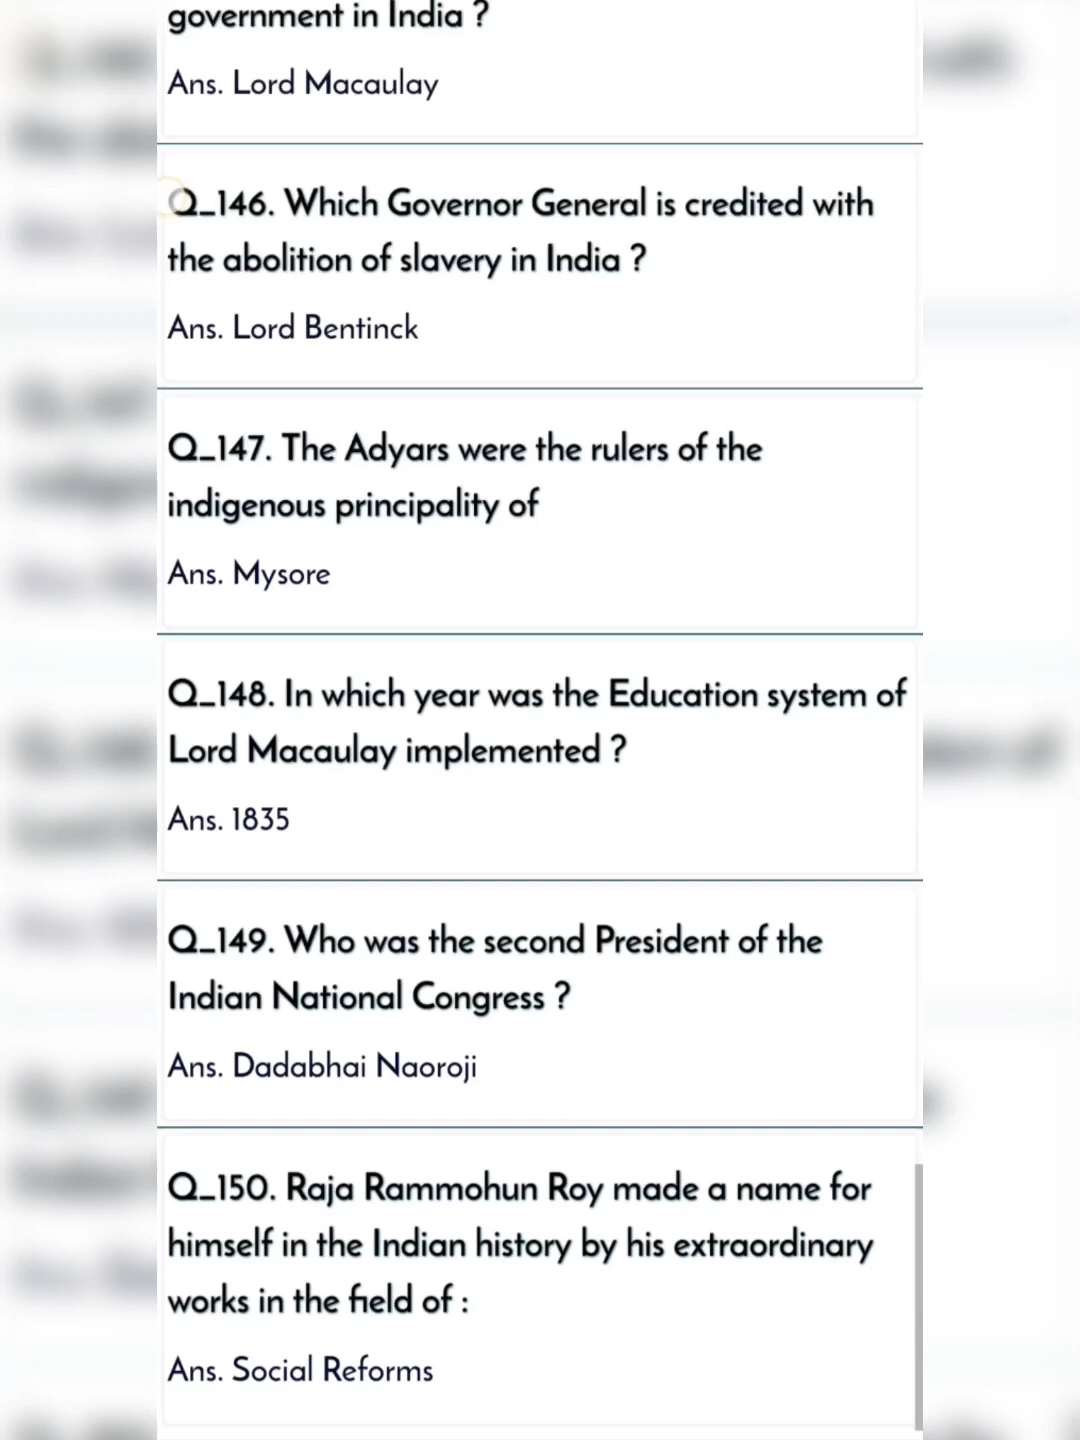 government in India ?
Ans. Lord Macaulay
Q_146. Which Governor General is credited with
the abolition of slavery in India ?
Ans. Lord Bentinck
Q_147. The Adyars were the rulers of the
indigenous principality of
Ans. Mysore
Q_148. In which year was the Education system of
Lord Macaulay implemented ?
Ans. 1835
Q_149. Who was the second President of the
Indian National Congress ?
Ans. Dadabhai Naoroji
Q_150. Raja Rammohun Roy made a name for
himself in the Indian history by his extraordinary
works in the field of :
Ans. Social Reforms